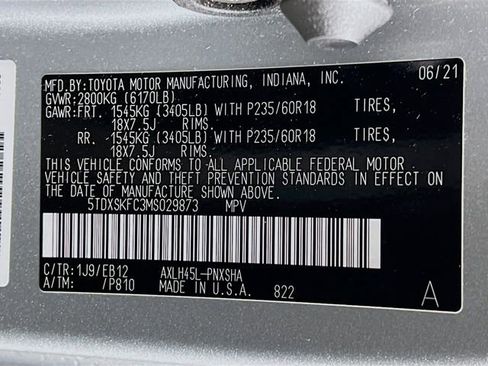 MFD.BY:TOYOTA MOTOR MANUFACTURING, INDIANA, INC. 06/21
GVWR:2800KG (6170LB)
GAWR:FRT. 1545KG (3405LB) WITH P235/60R18 TIRES,
18X7.5J RIMS.
RR. 1545KG (3405LB) WITH P235/60R18 TIRES,
18X7.5J RIMS.
THIS VEHICLE CONFORMS TO ALL APPLICABLE FEDERAL MOTOR
VEHICLE SAFETY AND THEFT PREVENTION STANDARDS IN EFFECT ON
THE DATE OF MANUFACTURE SHOWN ABOVE.
5TDXSKFC3MS029873 MPV
C/TR:1J9/EB12 AXLH45L-PNXSHA
A/TM: /P810 MADE IN U.S.A. 822 A